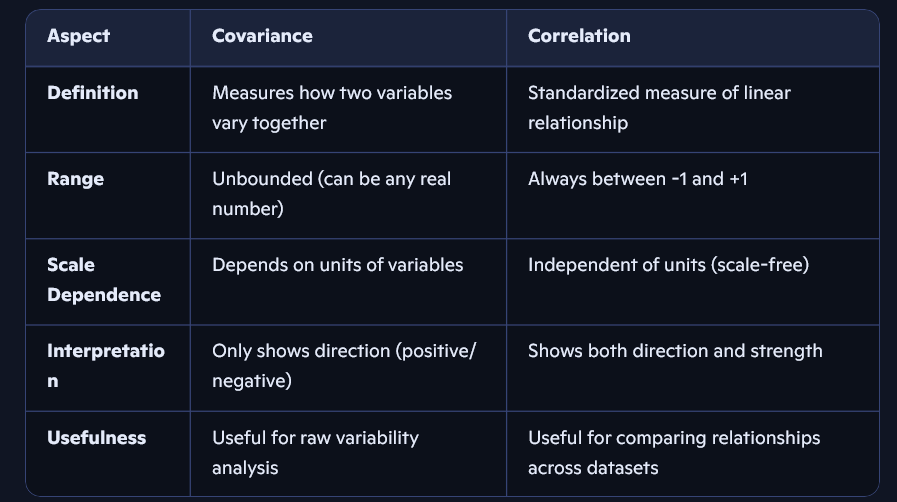 Aspect Covariance Correlation
Definition Measures how two variables Standardized measure of linear
vary together relationship
Range Unbounded (can be any real Always between -1 and +1
number)
Scale Depends on units of variables Independent of units (scale-free)
Dependence
Interpretatio Only shows direction (positive/ Shows both direction and strength
n negative)
Usefulness Useful for raw variability Useful for comparing relationships
analysis across datasets